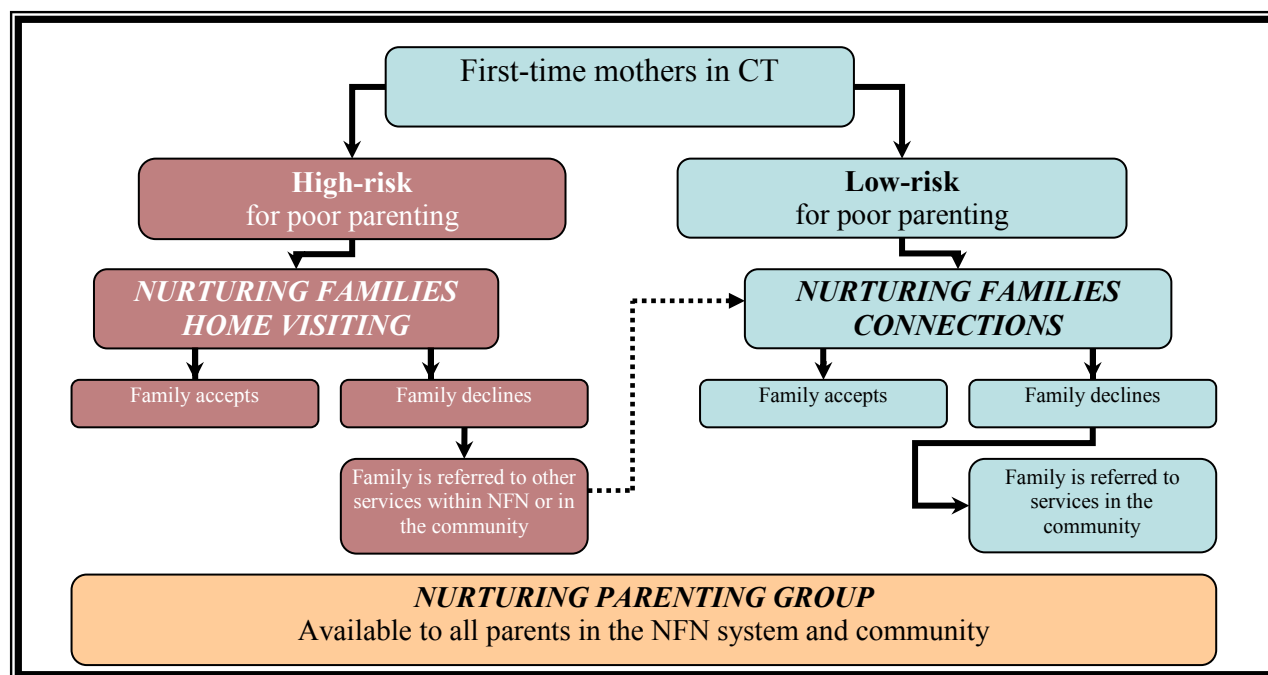 First-time mothers in CT
High-risk
for poor parenting
Low-risk
for poor parenting
NURTURING FAMILIES
HOME VISITING
NURTURING FAMILIES
CONNECTIONS
Family accepts
Family declines
Family accepts
Family declines
Family is referred to other
services within NFN or in
the community
Family is referred to
services in the
community
NURTURING PARENTING GROUP
Available to all parents in the NFN system and community